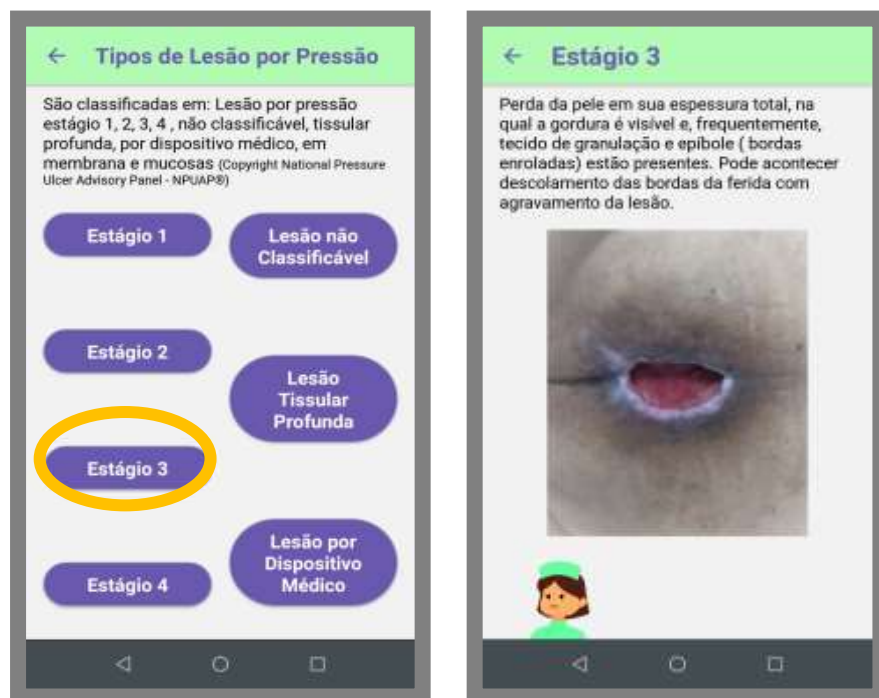 Tipos de Lesão por Pressão
São classificadas em: Lesão por pressão
estágio 1, 2, 3, 4 , não classificável, tissular
profunda, por dispositivo médico, em
membrana e mucosas (Copyright National Pressure
Ulcer Advisory Panel - NPUAP®)
Estágio 1
Lesão não
Classificável
Estágio 2
Lesão
Tissular
Profunda
Estágio 3
Lesão por
Dispositivo
Médico
Estágio 4
Estágio 3
Perda da pele em sua espessura total, na
qual a gordura é visível e, frequentemente,
tecido de granulação e epíbole ( bordas
enroladas) estão presentes. Pode acontecer
descolamento das bordas da ferida com
agravamento da lesão.